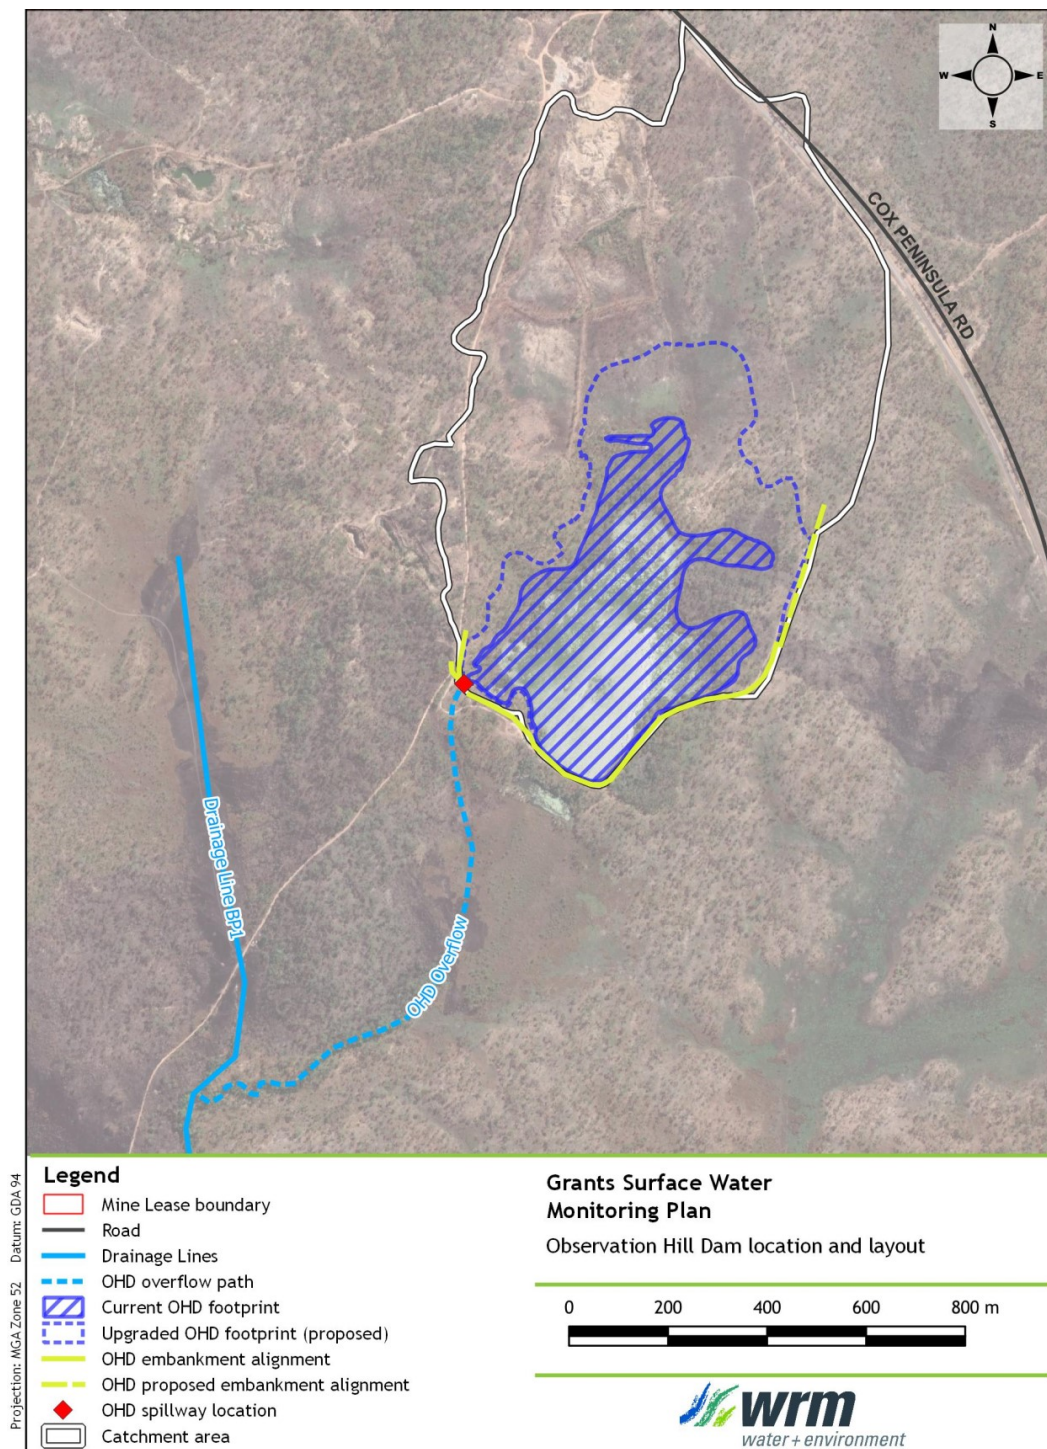 N
W
E
S
COX PENINSULA RD
Drainage Line BP1
OHD Overflow
Projection: MGA Zone 52 Datum: GDA 94
Legend
Mine Lease boundary
Road
Drainage Lines
OHD overflow path
Current OHD footprint
Upgraded OHD footprint (proposed)
OHD embankment alignment
OHD proposed embankment alignment
OHD spillway location
Catchment area
Grants Surface Water
Monitoring Plan
Observation Hill Dam location and layout
0 200 400 600 800 m
wrm
water + environment